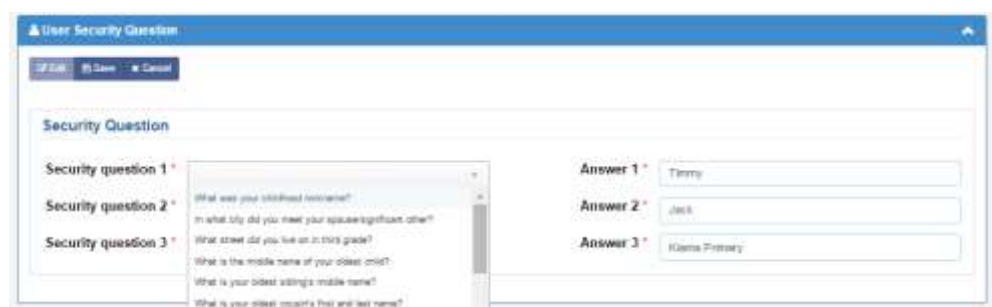 User Security Question
Edit Save × Cancel
Security Question
Security question 1 *
Answer 1 *
Timmy
What was your childhood nickname?
Security question 2 *
In what city did you meet your spouse/significant other?
Answer 2 *
Jack
What street did you live on in third grade?
Security question 3 *
Answer 3 *
Kiama Primary
What is the middle name of your oldest child?
What is your oldest sibling's middle name?
What is your oldest cousin's first and last name?